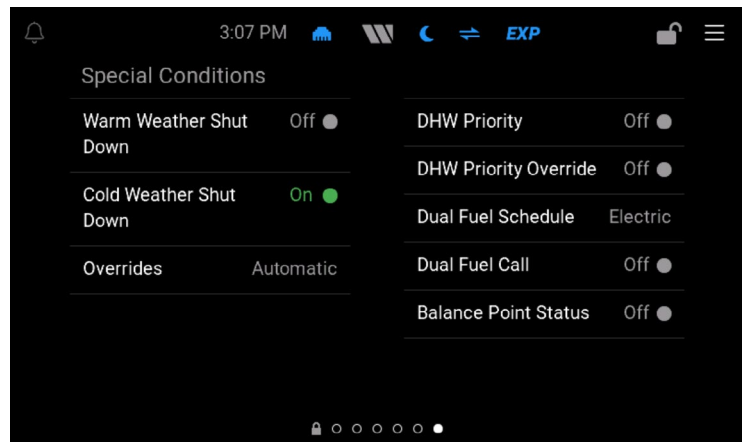 3:07 PM
EXP
Special Conditions
Warm Weather Shut Down Off
Cold Weather Shut Down On
Overrides Automatic
DHW Priority Off
DHW Priority Override Off
Dual Fuel Schedule Electric
Dual Fuel Call Off
Balance Point Status Off